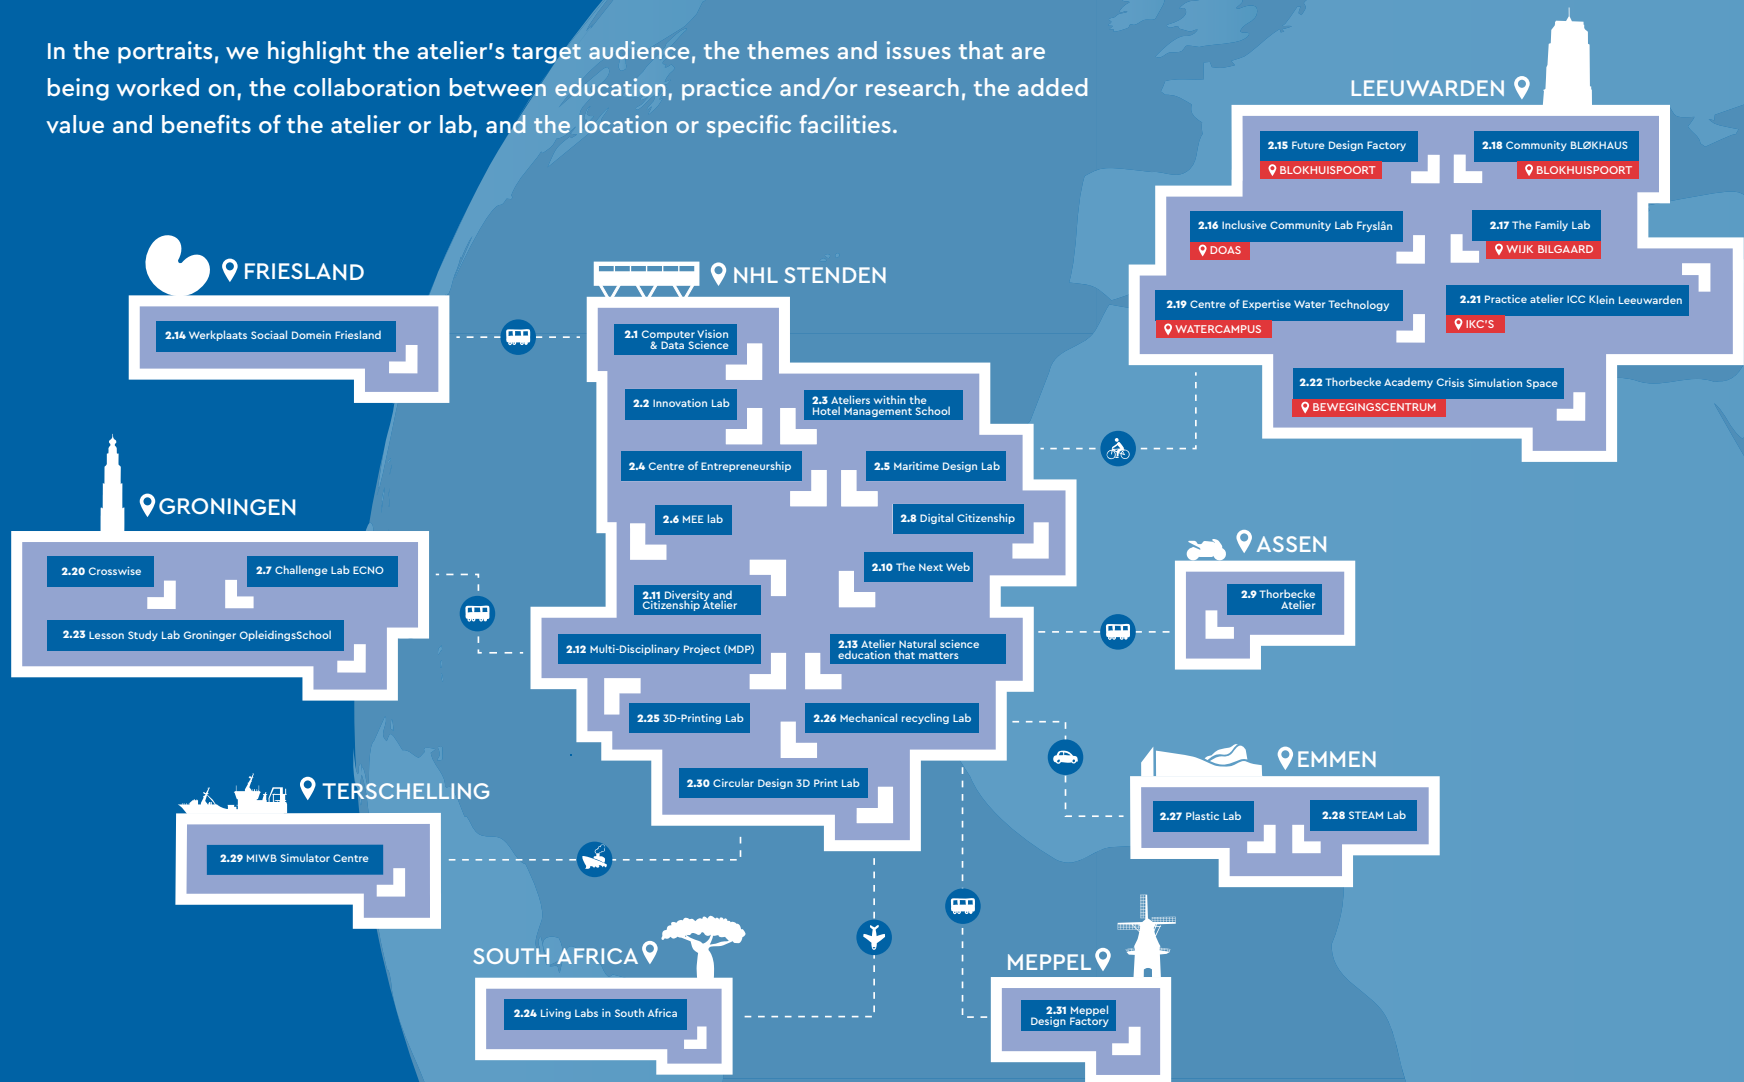 In the portraits, we highlight the atelier's target audience, the themes and issues that are
being worked on, the collaboration between education, practice and/or research, the added
value and benefits of the atelier or lab, and the location or specific facilities.
LEEUWARDEN
2.15 Future Design Factory
BLOKHUISPOORT
2.18 Community BLØKHAUS
BLOKHUISPOORT
2.16 Inclusive Community Lab Fryslân
DOAS
2.17 The Family Lab
WIJK BILGAARD
2.19 Centre of Expertise Water Technology
WATERCAMPUS
2.21 Practice atelier ICC Klein Leeuwarden
IKC'S
2.22 Thorbecke Academy Crisis Simulation Space
BEWEGINGSCENTRUM
FRIESLAND
2.14 Werkplaats Sociaal Domein Friesland
NHL STENDEN
2.1 Computer Vision
& Data Science
2.2 Innovation Lab
2.3 Ateliers within the
Hotel Management School
2.4 Centre of Entrepreneurship
2.5 Maritime Design Lab
2.6 MEE lab
2.8 Digital Citizenship
2.10 The Next Web
2.11 Diversity and
Citizenship Atelier
2.12 Multi-Disciplinary Project (MDP)
2.13 Atelier Natural science
education that matters
2.25 3D-Printing Lab
2.26 Mechanical recycling Lab
2.30 Circular Design 3D Print Lab
GRONINGEN
2.20 Crosswise
2.7 Challenge Lab ECNO
2.23 Lesson Study Lab Groninger OpleidingsSchool
ASSEN
2.9 Thorbecke
Atelier
EMMEN
2.27 Plastic Lab
2.28 STEAM Lab
TERSCHELLING
2.29 MIWB Simulator Centre
SOUTH AFRICA
2.24 Living Labs in South Africa
MEPPEL
2.31 Meppel
Design Factory